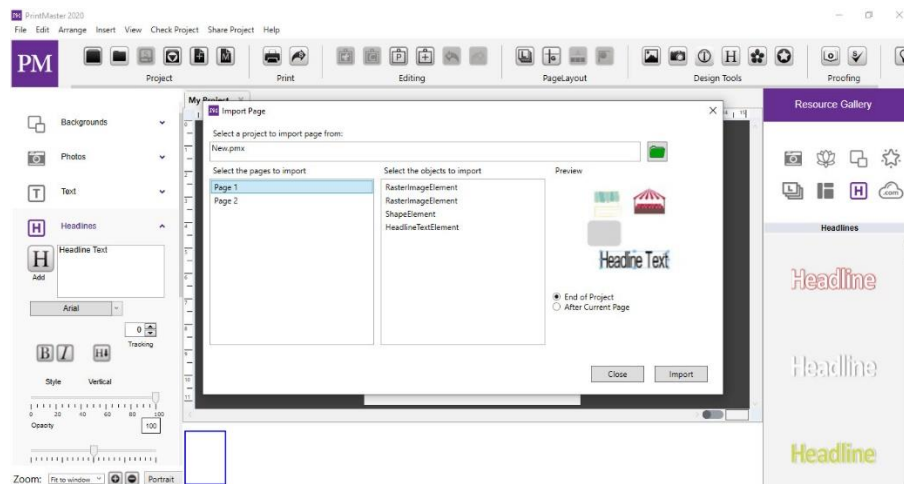 PM PrintMaster 2020
File Edit Arrange Insert View Check Project Share Project Help
PM
Project
Print
Editing
PageLayout
Design Tools
Proofing
Backgrounds
Photos
Text
Headlines
Headline Text
Add
Arial
0
Tracking
Style
Vertical
0 20 40 60 80 100
Opacity
100
Zoom: Fit to window Portrait
My Project
PM Import Page
Select a project to import page from:
New.pmx
Select the pages to import
Page 1
Page 2
Select the objects to import
RasterImageElement
RasterImageElement
ShapeElement
HeadlineTextElement
Preview
Headline Text
End of Project
After Current Page
Close
Import
Resource Gallery
.com
Headlines
Headline
Headline
Headline